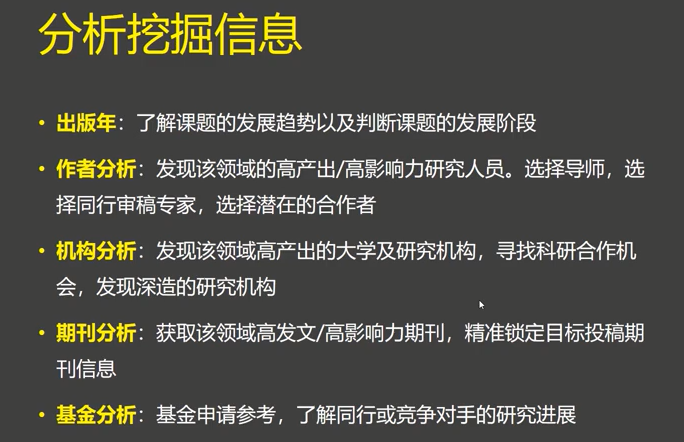 分析挖掘信息
• 出版年：了解课题的发展趋势以及判断课题的发展阶段
• 作者分析：发现该领域的高产出/高影响力研究人员。选择导师，选
择同行审稿专家，选择潜在的合作者
• 机构分析：发现该领域高产出的大学及研究机构，寻找科研合作机
会，发现深造的研究机构
• 期刊分析：获取该领域高发文/高影响力期刊，精准锁定目标投稿期
刊信息
• 基金分析：基金申请参考，了解同行或竞争对手的研究进展